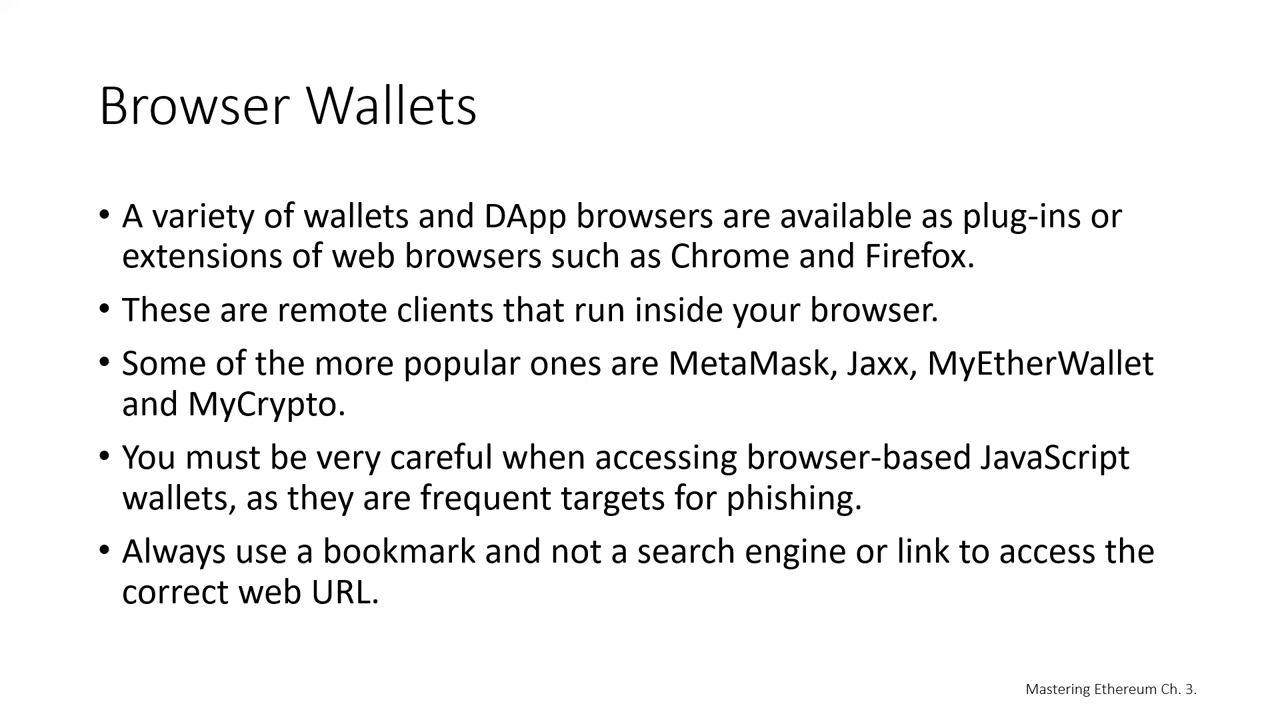 Browser Wallets
• A variety of wallets and DApp browsers are available as plug-ins or
extensions of web browsers such as Chrome and Firefox.
• These are remote clients that run inside your browser.
• Some of the more popular ones are MetaMask, Jaxx, MyEtherWallet
and MyCrypto.
• You must be very careful when accessing browser-based JavaScript
wallets, as they are frequent targets for phishing.
• Always use a bookmark and not a search engine or link to access the
correct web URL.
Mastering Ethereum Ch. 3.